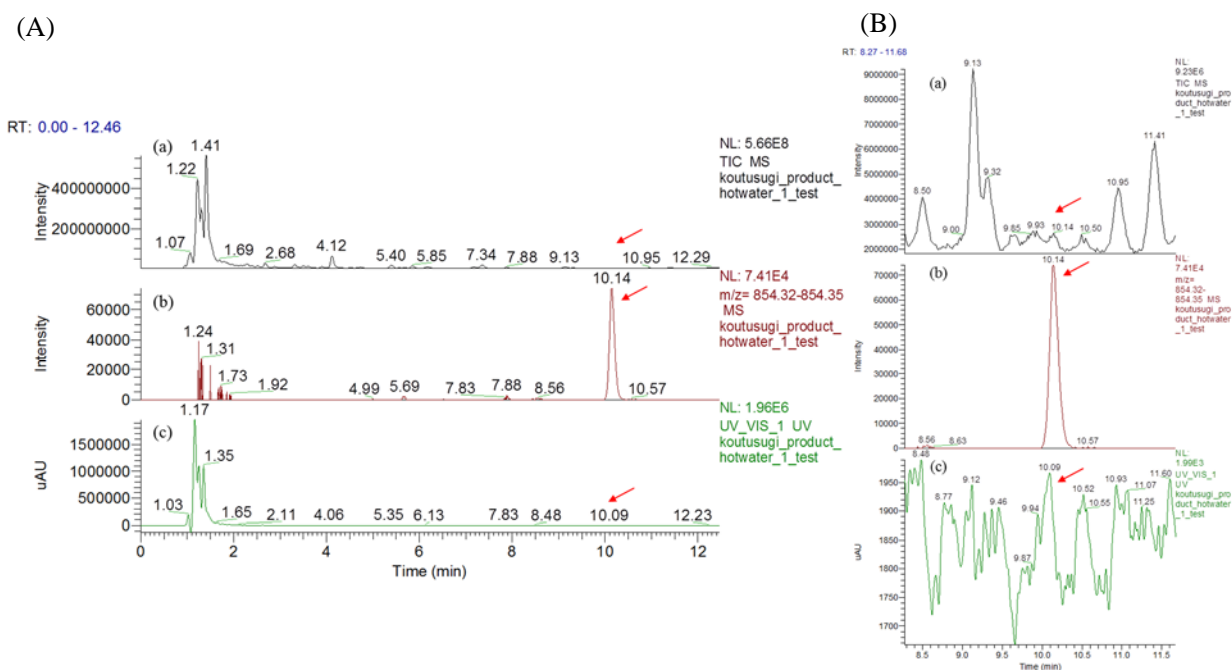 (A)
RT: 0.00 - 12.46
(a)
1.07
1.22
1.41
1.69
2.68
4.12
5.40
5.85
7.34
7.88
9.13
10.95
12.29
400000000
200000000
Intensity
NL: 5.66E8
TIC MS
koutusugi_product_
hotwater_1_test
(b)
1.24
1.31
1.73
1.92
4.99
5.69
7.83
7.88
8.56
10.14
10.57
60000
40000
20000
0
Intensity
NL: 7.41E4
m/z= 854.32-854.35
MS
koutusugi_product_
hotwater_1_test
(c)
1.03
1.17
1.35
1.65
2.11
4.06
5.35
6.13
7.83
8.48
10.09
12.23
1500000
1000000
500000
0
uAU
NL: 1.96E6
UV_VIS_1 UV
koutusugi_product_
hotwater_1_test
0 2 4 6 8 10 12
Time (min)
(B)
RT: 8.27 - 11.68
(a)
8.50
9.00
9.13
9.32
9.85
9.93
10.14
10.50
10.95
11.41
9000000
8000000
7000000
6000000
5000000
4000000
3000000
2000000
Intensity
NL:
9.23E6
TIC MS
koutusugi_pro
duct_hotwater
_1_test
(b)
8.56
8.63
10.14
10.57
70000
60000
50000
40000
30000
20000
10000
0
Intensity
NL:
7.41E4
m/z=
854.32-
854.35 MS
koutusugi_pro
duct_hotwater
_1_test
(c)
8.48
8.77
9.12
9.46
9.87
9.94
10.09
10.52
10.55
10.93
11.07
11.25
11.60
1950
1900
1850
1800
1750
1700
uAU
NL:
1.99E3
UV_VIS_1
UV
koutusugi_pro
duct_hotwater
_1_test
8.5 9.0 9.5 10.0 10.5 11.0 11.5
Time (min)